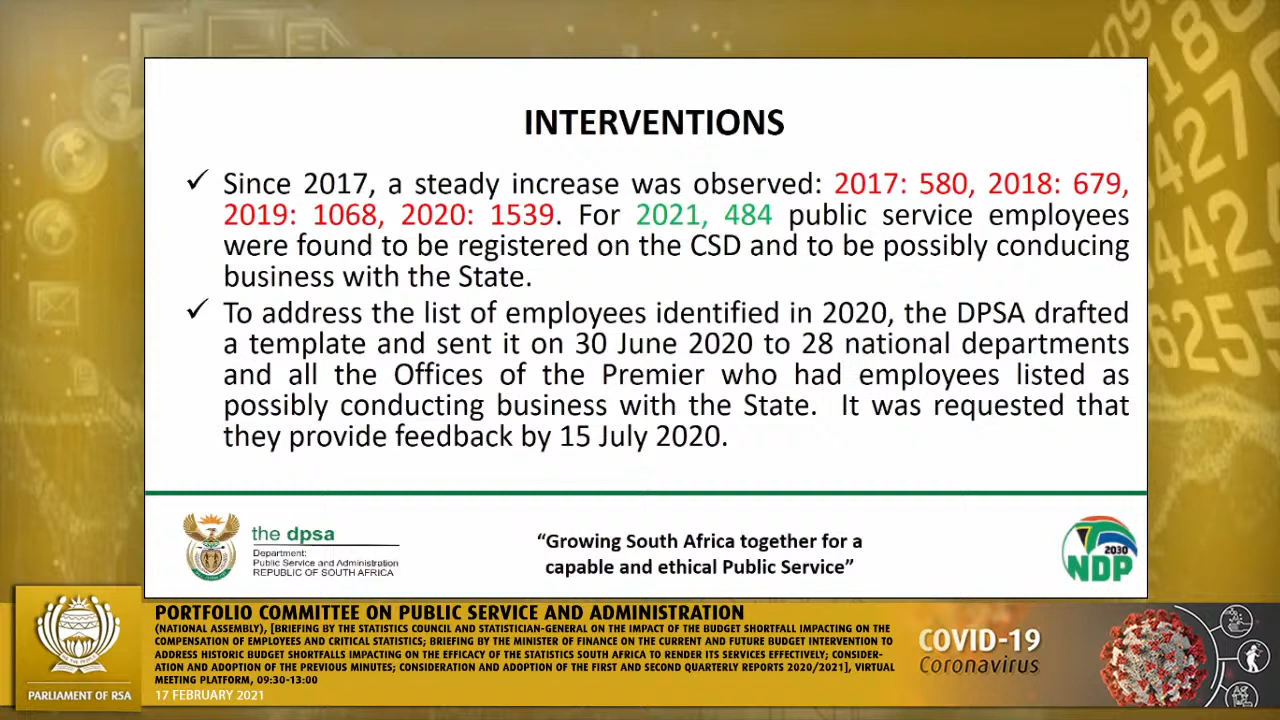 INTERVENTIONS
✓ Since 2017, a steady increase was observed: 2017: 580, 2018: 679,
2019: 1068, 2020: 1539. For 2021, 484 public service employees
were found to be registered on the CSD and to be possibly conducing
business with the State.
✓ To address the list of employees identified in 2020, the DPSA drafted
a template and sent it on 30 June 2020 to 28 national departments
and all the Offices of the Premier who had employees listed as
possibly conducting business with the State. It was requested that
they provide feedback by 15 July 2020.
the dpsa
Department:
Public Service and Administration
REPUBLIC OF SOUTH AFRICA
“Growing South Africa together for a
capable and ethical Public Service”
2030
NDP
PARLIAMENT OF RSA
PORTFOLIO COMMITTEE ON PUBLIC SERVICE AND ADMINISTRATION
(NATIONAL ASSEMBLY), [BRIEFING BY THE STATISTICS COUNCIL AND STATISTICIAN-GENERAL ON THE IMPACT OF THE BUDGET SHORTFALL IMPACTING ON THE
COMPENSATION OF EMPLOYEES AND CRITICAL STATISTICS; BRIEFING BY THE MINISTER OF FINANCE ON THE CURRENT AND FUTURE BUDGET INTERVENTION TO
ADDRESS HISTORIC BUDGET SHORTFALLS IMPACTING ON THE EFFICACY OF THE STATISTICS SOUTH AFRICA TO RENDER ITS SERVICES EFFECTIVELY; CONSIDER-
ATION AND ADOPTION OF THE PREVIOUS MINUTES; CONSIDERATION AND ADOPTION OF THE FIRST AND SECOND QUARTERLY REPORTS 2020/2021], VIRTUAL
MEETING PLATFORM, 09:30-13:00
17 FEBRUARY 2021
COVID-19
Coronavirus